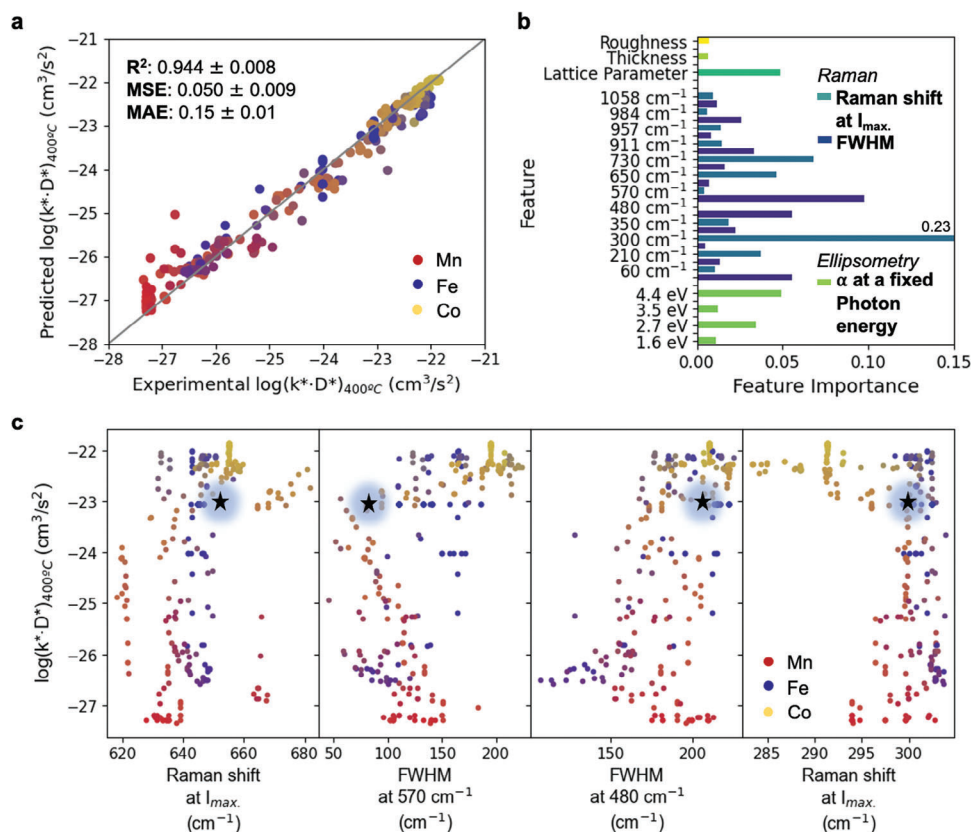 a
R²: 0.944 ± 0.008
MSE: 0.050 ± 0.009
MAE: 0.15 ± 0.01
Predicted log(k*·D*)400ºC (cm³/s²)
−21
−22
−23
−24
−25
−26
−27
−28
Mn
Fe
Co
−28 −27 −26 −25 −24 −23 −22 −21
Experimental log(k*·D*)400ºC (cm³/s²)
b
Feature
Roughness
Thickness
Lattice Parameter
1058 cm⁻¹
984 cm⁻¹
957 cm⁻¹
911 cm⁻¹
730 cm⁻¹
650 cm⁻¹
570 cm⁻¹
480 cm⁻¹
350 cm⁻¹
300 cm⁻¹
210 cm⁻¹
60 cm⁻¹
4.4 eV
3.5 eV
2.7 eV
1.6 eV
Raman
Raman shift
at Imax.
FWHM
0.23
Ellipsometry
α at a fixed
Photon
energy
0.00 0.05 0.10 0.15
Feature Importance
c
log(k*·D*)400ºC (cm³/s²)
−22
−23
−24
−25
−26
−27
Mn
Fe
Co
620 640 660 680
Raman shift
at Imax.
(cm⁻¹)
50 100 150 200
FWHM
at 570 cm⁻¹
(cm⁻¹)
150 200
FWHM
at 480 cm⁻¹
(cm⁻¹)
285 290 295 300
Raman shift
at Imax.
(cm⁻¹)